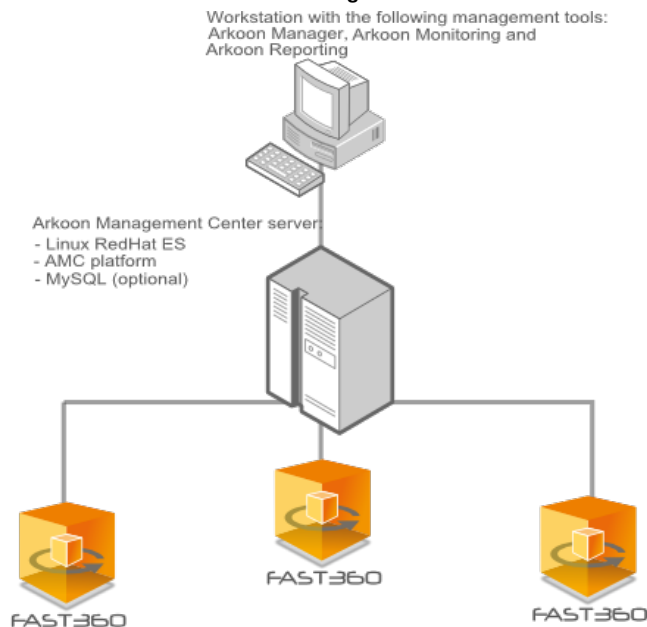 Workstation with the following management tools:
Arkoon Manager, Arkoon Monitoring and
Arkoon Reporting
Arkoon Management Center server:
- Linux RedHat ES
- AMC platform
- MySQL (optional)
FAST360
FAST360
FAST360